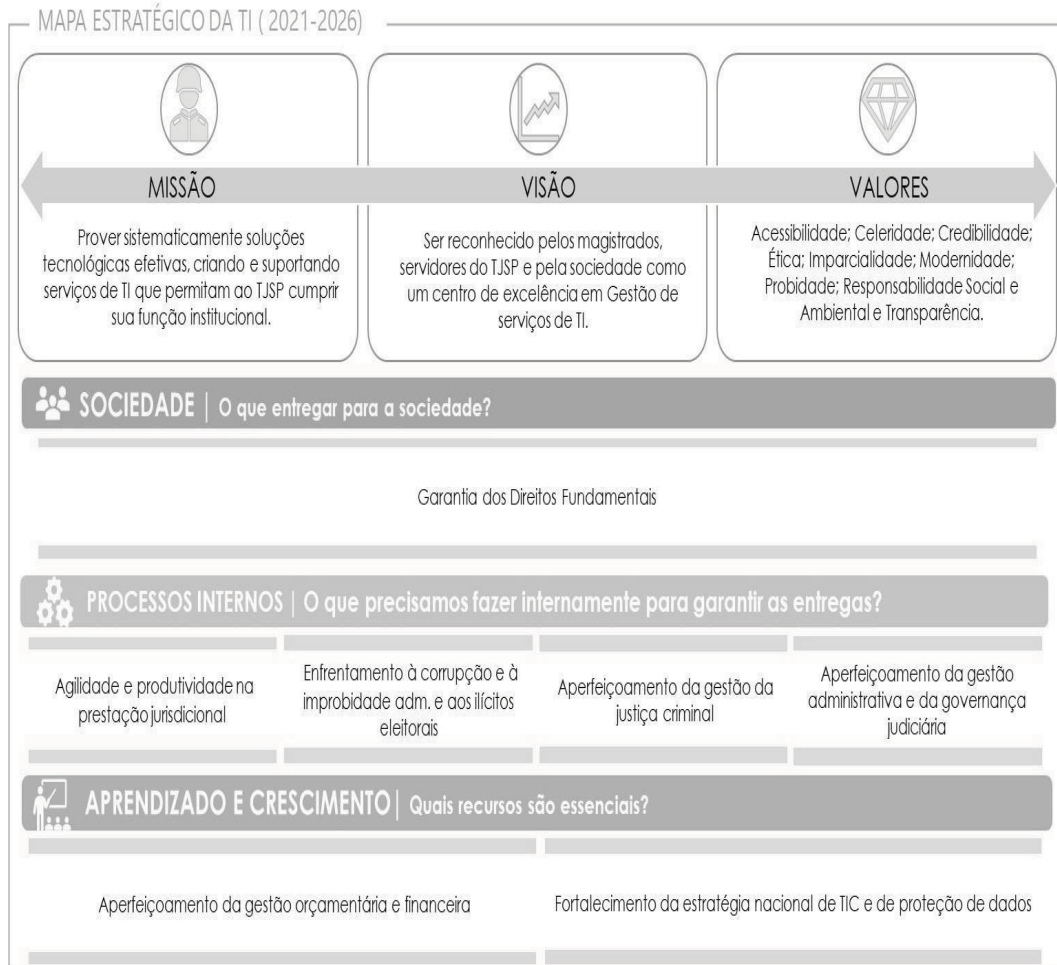 MAPA ESTRATÉGICO DA TI ( 2021-2026)
MISSÃO
Prover sistematicamente soluções
tecnológicas efetivas, criando e suportando
serviços de TI que permitam ao TJSP cumprir
sua função institucional.
VISÃO
Ser reconhecido pelos magistrados,
servidores do TJSP e pela sociedade como
um centro de excelência em Gestão de
serviços de TI.
VALORES
Acessibilidade; Celeridade; Credibilidade;
Ética; Imparcialidade; Modernidade;
Probidade; Responsabilidade Social e
Ambiental e Transparência.
SOCIEDADE | O que entregar para a sociedade?
Garantia dos Direitos Fundamentais
PROCESSOS INTERNOS | O que precisamos fazer internamente para garantir as entregas?
Agilidade e produtividade na
prestação jurisdicional
Enfrentamento à corrupção e à
improbidade adm. e aos ilícitos
eleitorais
Aperfeiçoamento da gestão da
justiça criminal
Aperfeiçoamento da gestão
administrativa e da governança
judiciária
APRENDIZADO E CRESCIMENTO | Quais recursos são essenciais?
Aperfeiçoamento da gestão orçamentária e financeira
Fortalecimento da estratégia nacional de TIC e de proteção de dados